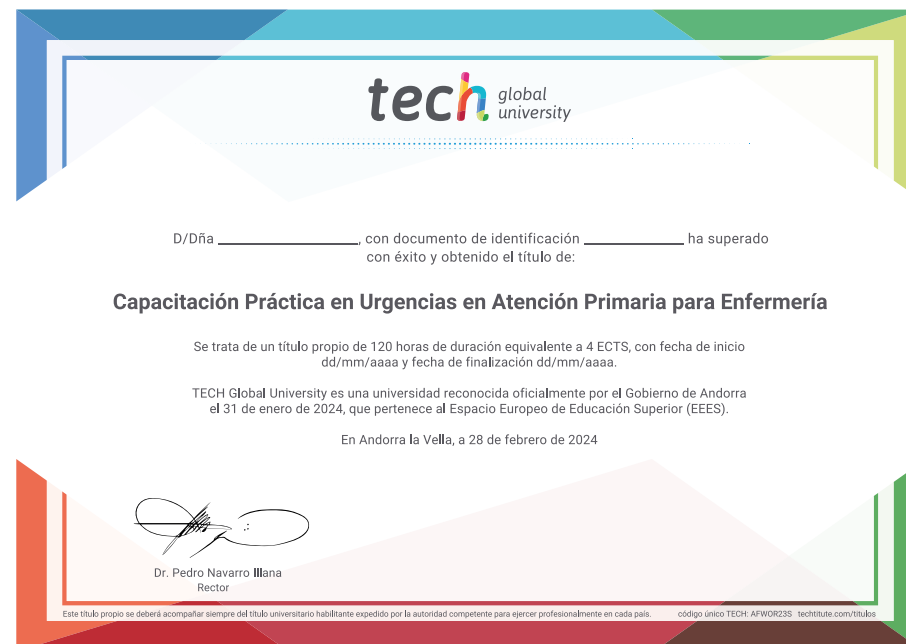 tech global university
D/Dña ____________________, con documento de identificación ______________ ha superado
con éxito y obtenido el título de:
Capacitación Práctica en Urgencias en Atención Primaria para Enfermería
Se trata de un título propio de 120 horas de duración equivalente a 4 ECTS, con fecha de inicio
dd/mm/aaaa y fecha de finalización dd/mm/aaaa.
TECH Global University es una universidad reconocida oficialmente por el Gobierno de Andorra
el 31 de enero de 2024, que pertenece al Espacio Europeo de Educación Superior (EEES).
En Andorra la Vella, a 28 de febrero de 2024
Dr. Pedro Navarro Illana
Rector
Este título propio se deberá acompañar siempre del título universitario habilitante expedido por la autoridad competente para ejercer profesionalmente en cada país. código único TECH: AFWOR23S techtitute.com/titulos